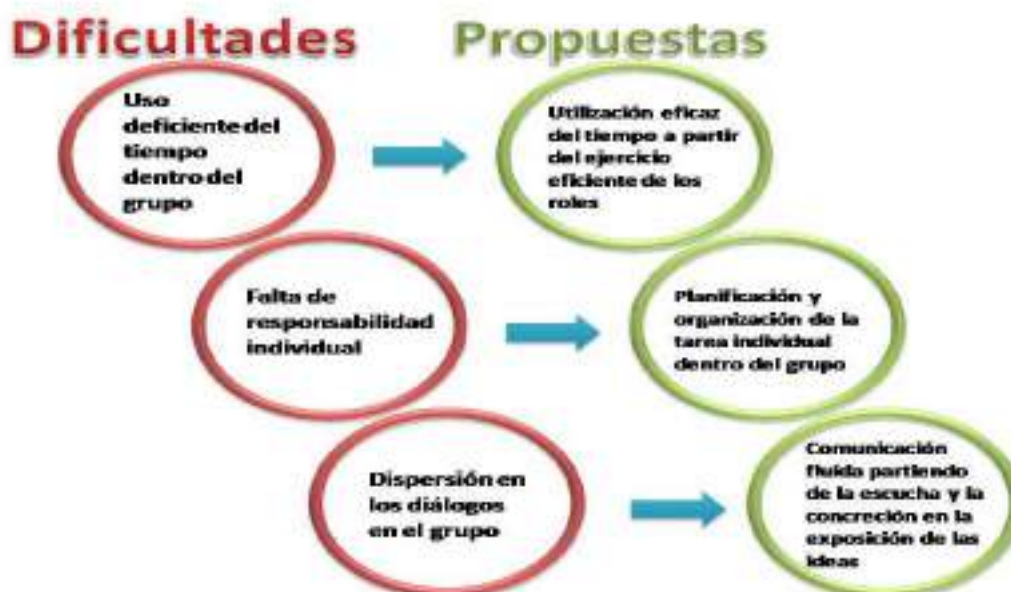 Dificultades
Propuestas
Uso
deficiente del
tiempo
dentro del
grupo
Utilización eficaz
del tiempo a partir
del ejercicio
eficiente de los
roles
Falta de
responsabilidad
individual
Planificación y
organización de la
tarea individual
dentro del grupo
Dispersión en
los diálogos
en el grupo
Comunicación
fluida partiendo
de la escucha y la
concreción en la
exposición de las
ideas